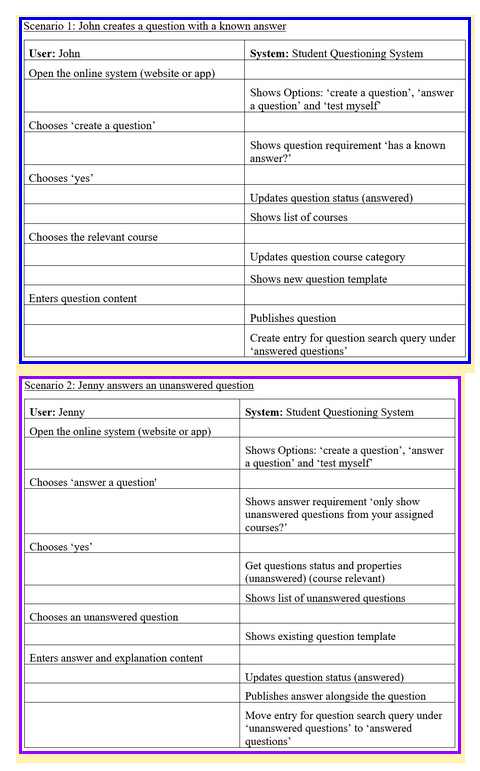 Scenario 1: John creates a question with a known answer
User: John
System: Student Questioning System
Open the online system (website or app)
Shows Options: ‘create a question’, ‘answer
a question’ and ‘test myself’
Chooses ‘create a question’
Shows question requirement ‘has a known
answer?’
Chooses ‘yes’
Updates question status (answered)
Shows list of courses
Chooses the relevant course
Updates question course category
Shows new question template
Enters question content
Publishes question
Create entry for question search query under
‘answered questions’
Scenario 2: Jenny answers an unanswered question
User: Jenny
System: Student Questioning System
Open the online system (website or app)
Shows Options: ‘create a question’, ‘answer
a question’ and ‘test myself’
Chooses ‘answer a question'
Shows answer requirement ‘only show
unanswered questions from your assigned
courses?’
Chooses ‘yes’
Get questions status and properties
(unanswered) (course relevant)
Shows list of unanswered questions
Chooses an unanswered question
Shows existing question template
Enters answer and explanation content
Updates question status (answered)
Publishes answer alongside the question
Move entry for question search query under
‘unanswered questions’ to ‘answered
questions’